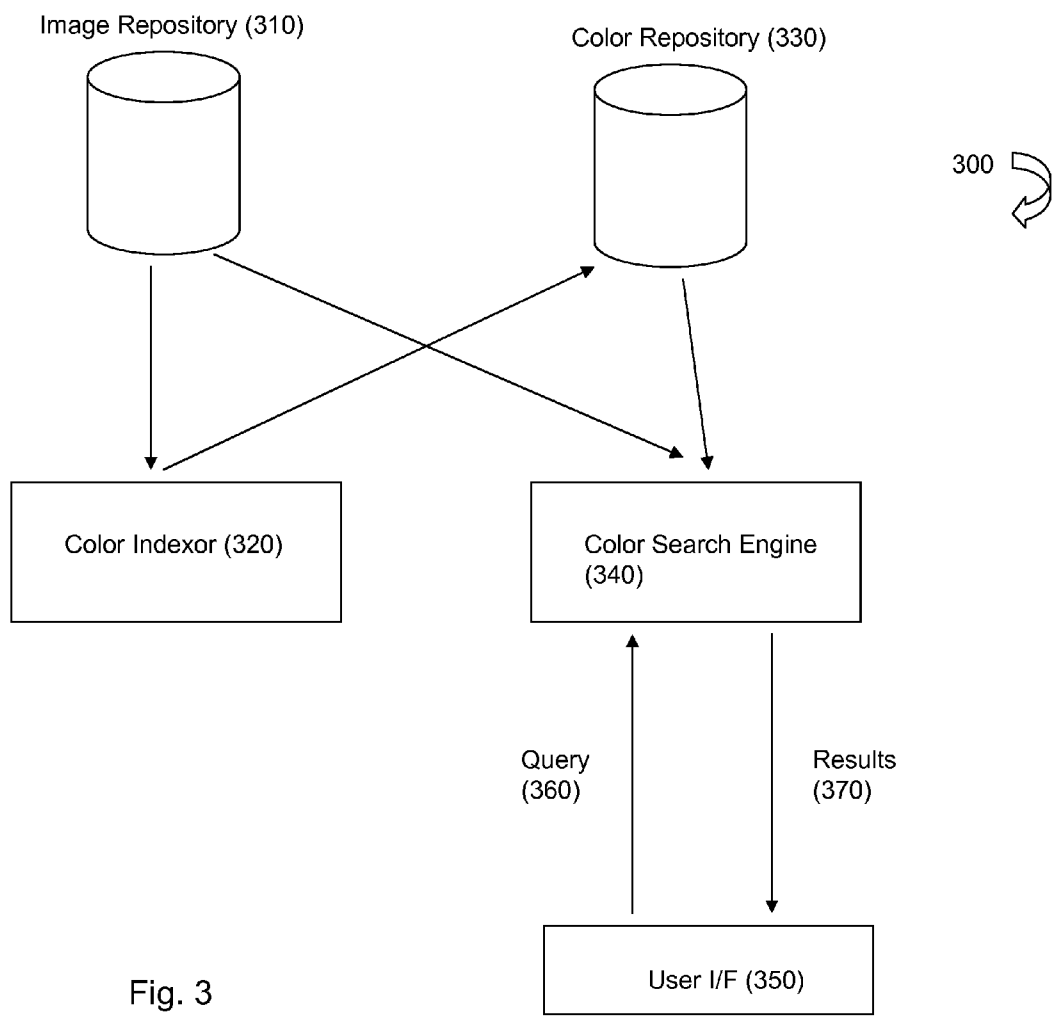 Image Repository (310)
Color Repository (330)
300
Color Indexor (320)
Color Search Engine
(340)
Query
(360)
Results
(370)
User I/F (350)
Fig. 3